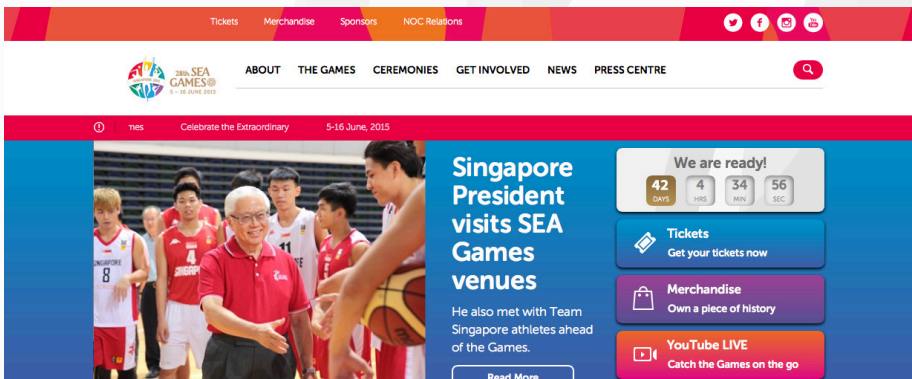 Tickets Merchandise Sponsors NOC Relations
28th SEA
GAMES
5 - 16 JUNE 2015
SINGAPORE 2015
ABOUT THE GAMES CEREMONIES GET INVOLVED NEWS PRESS CENTRE
mes Celebrate the Extraordinary 5-16 June, 2015
SINGAPORE
8
4
SINGAPO
11
Singapore
President
visits SEA
Games
venues
He also met with Team
Singapore athletes ahead
of the Games.
Read More
We are ready!
42 4 34 56
DAYS HRS MIN SEC
Tickets
Get your tickets now
Merchandise
Own a piece of history
YouTube LIVE
Catch the Games on the go